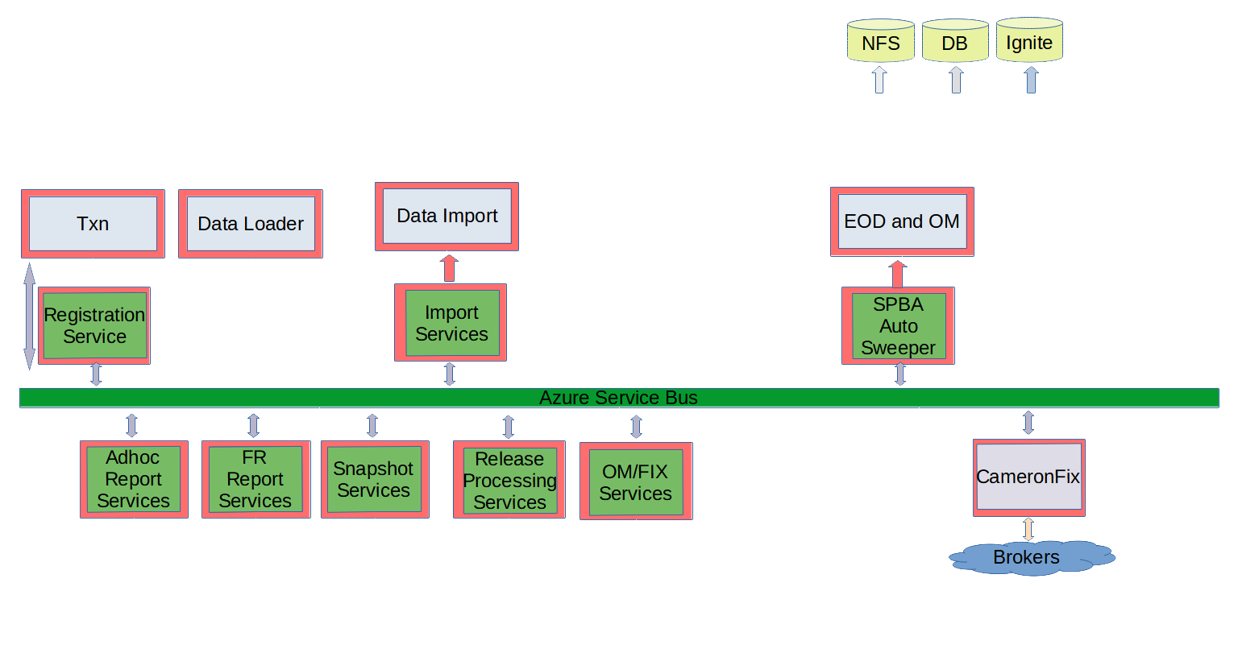 NFS
DB
Ignite
Txn
Data Loader
Data Import
EOD and OM
Registration
Service
Import
Services
SPBA
Auto
Sweeper
Azure Service Bus
Adhoc
Report
Services
FR
Report
Services
Snapshot
Services
Release
Processing
Services
OM/FIX
Services
CameronFix
Brokers